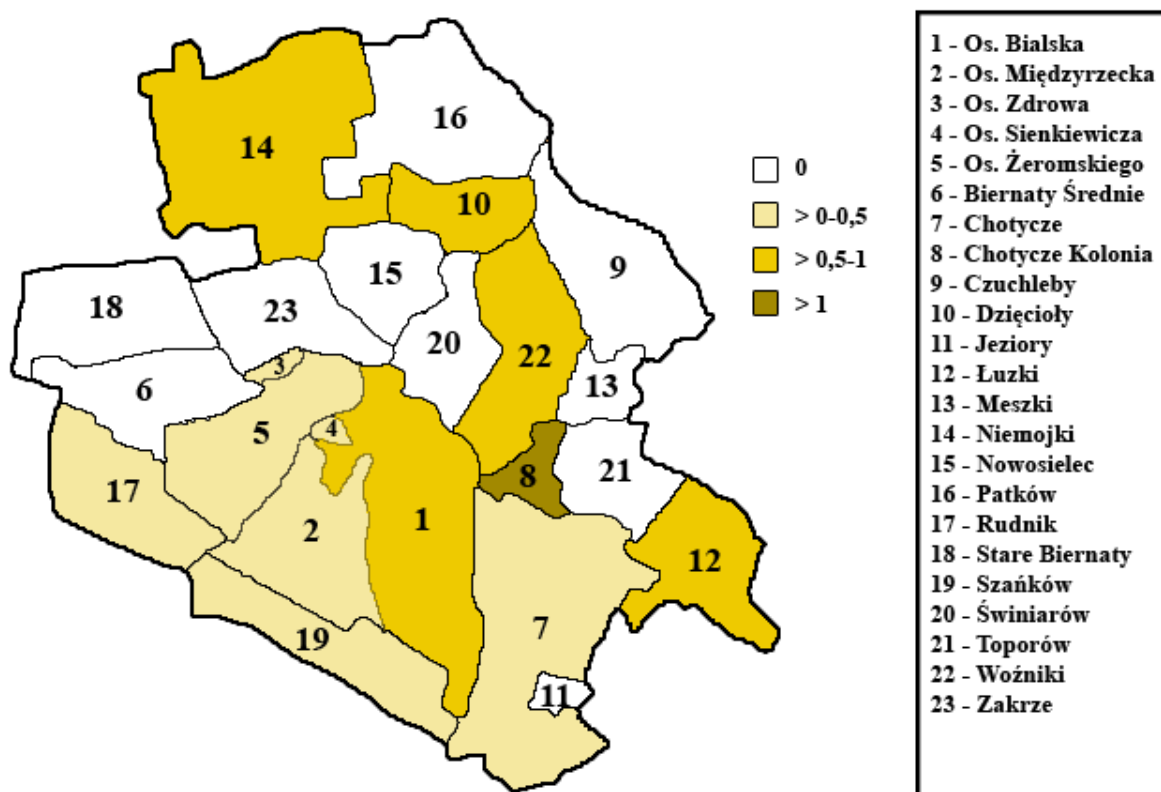 16
14
10
9
15
18
23
20
22
3
13
6
4
5
8
21
17
1
2
12
7
19
11
0
> 0-0,5
> 0,5-1
> 1
1 - Os. Bialska
2 - Os. Międzyrzecka
3 - Os. Zdrowa
4 - Os. Sienkiewicza
5 - Os. Żeromskiego
6 - Biernaty Średnie
7 - Chotycze
8 - Chotycze Kolonia
9 - Czuchleby
10 - Dzięcioły
11 - Jeziory
12 - Łuzki
13 - Meszki
14 - Niemojki
15 - Nowosielec
16 - Patków
17 - Rudnik
18 - Stare Biernaty
19 - Szańków
20 - Świniarów
21 - Toporów
22 - Woźniki
23 - Zakrze